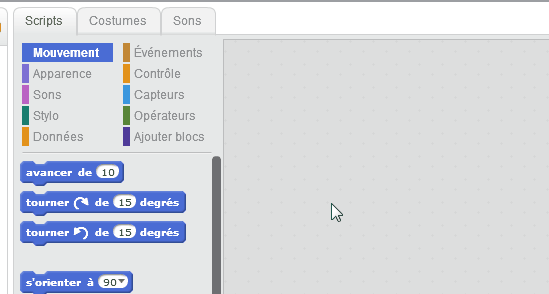 Scripts Costumes Sons
Mouvement Événements
Apparence Contrôle
Sons Capteurs
Stylo Opérateurs
Données Ajouter blocs
avancer de 10
tourner de 15 degrés
tourner de 15 degrés
s'orienter à 90